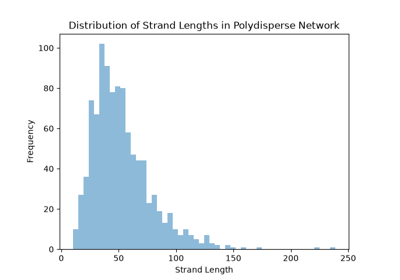 Distribution of Strand Lengths in Polydisperse Network
100
80
60
40
20
0
Frequency
0 50 100 150 200 250
Strand Length